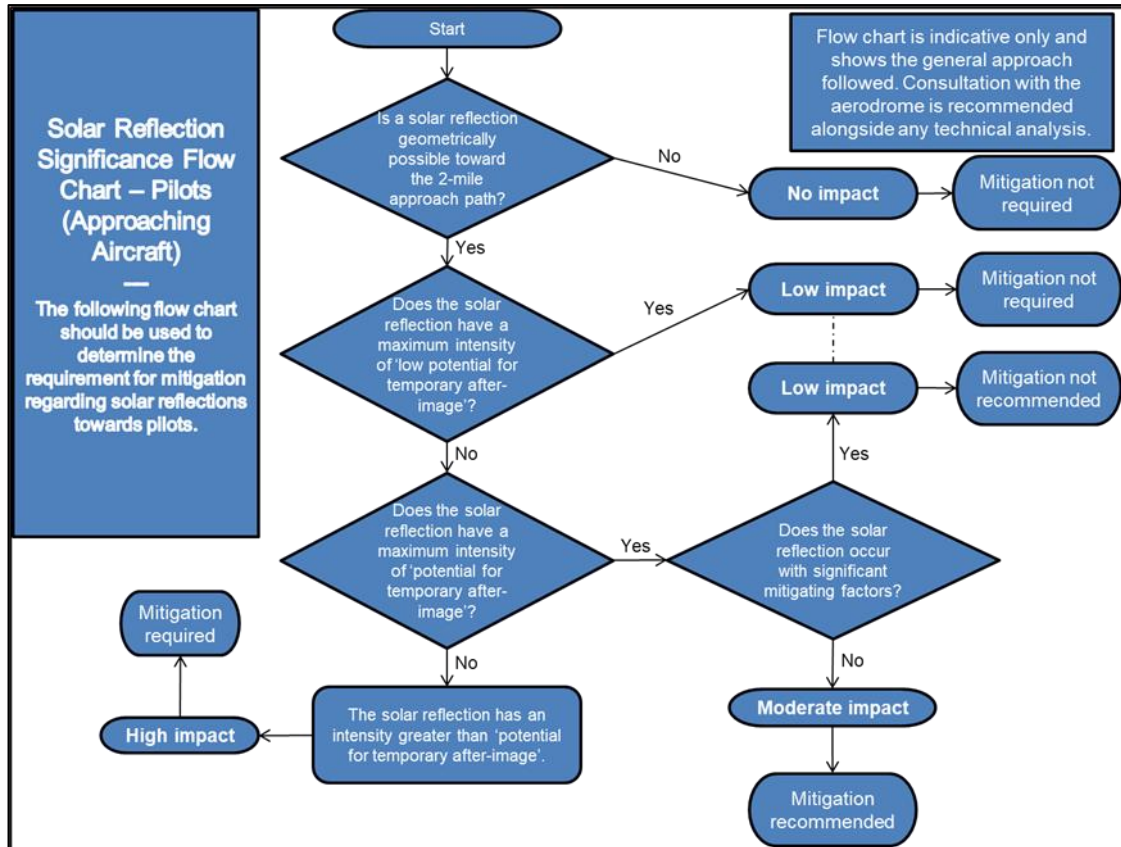 Solar Reflection
Significance Flow
Chart – Pilots
(Approaching
Aircraft)
—
The following flow chart
should be used to
determine the
requirement for mitigation
regarding solar reflections
towards pilots.
Start
Flow chart is indicative only and
shows the general approach
followed. Consultation with the
aerodrome is recommended
alongside any technical analysis.
Is a solar reflection
geometrically
possible toward
the 2-mile
approach path?
No
No impact
Mitigation not
required
Yes
Does the solar
reflection have a
maximum intensity
of ‘low potential for
temporary after-
image’?
Yes
Low impact
Mitigation not
required
Low impact
Mitigation not
recommended
No
Yes
Does the solar
reflection have a
maximum intensity
of ‘potential for
temporary after-
image’?
Yes
Does the solar
reflection occur
with significant
mitigating factors?
Mitigation
required
No
No
High impact
The solar reflection has an
intensity greater than ‘potential
for temporary after-image’.
Moderate impact
Mitigation
recommended